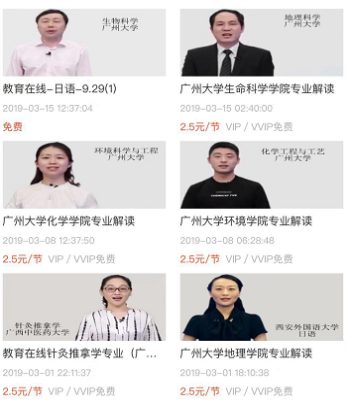 生物科学
广州大学
地理科学
广州大学
教育在线-日语-9.29(1)
广州大学生命科学学院专业解读
2019-03-15 12:37:04
2019-03-15 02:40:00
免费
2.5元/节 VIP / VVIP免费
环境科学与工程
广州大学
化学工程与工艺
广州大学
广州大学化学学院专业解读
广州大学环境学院专业解读
2019-03-08 12:37:50
2019-03-08 06:28:48
2.5元/节 VIP / VVIP免费
2.5元/节 VIP / VVIP免费
针灸推拿学
广西中医药大学
西安外国语大学
日语
教育在线针灸推拿学专业（广...
广州大学地理学院专业解读
2019-03-01 22:11:37
2019-03-01 18:10:38
2.5元/节 VIP / VVIP免费
2.5元/节 VIP / VVIP免费